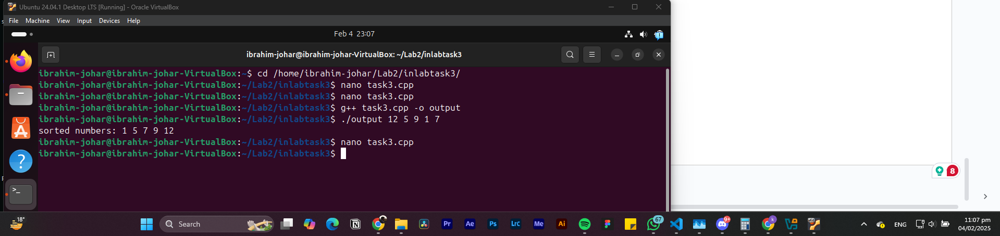 Ubuntu 24.04.1 Desktop LTS [Running] - Oracle VirtualBox
File Machine View Input Devices Help
Feb 4 23:07
ibrahim-johar@ibrahim-johar-VirtualBox: ~/Lab2/inlabtask3
ibrahim-johar@ibrahim-johar-VirtualBox:~$ cd /home/ibrahim-johar/Lab2/inlabtask3/
ibrahim-johar@ibrahim-johar-VirtualBox:~/Lab2/inlabtask3$ nano task3.cpp
ibrahim-johar@ibrahim-johar-VirtualBox:~/Lab2/inlabtask3$ nano task3.cpp
ibrahim-johar@ibrahim-johar-VirtualBox:~/Lab2/inlabtask3$ g++ task3.cpp -o output
ibrahim-johar@ibrahim-johar-VirtualBox:~/Lab2/inlabtask3$ ./output 12 5 9 1 7
sorted numbers: 1 5 7 9 12
ibrahim-johar@ibrahim-johar-VirtualBox:~/Lab2/inlabtask3$ nano task3.cpp
ibrahim-johar@ibrahim-johar-VirtualBox:~/Lab2/inlabtask3$
8
18°
Search
Pr Ae Ps Lrc Me Ai
67
9+
k
ENG
11:07 pm
04/02/2025